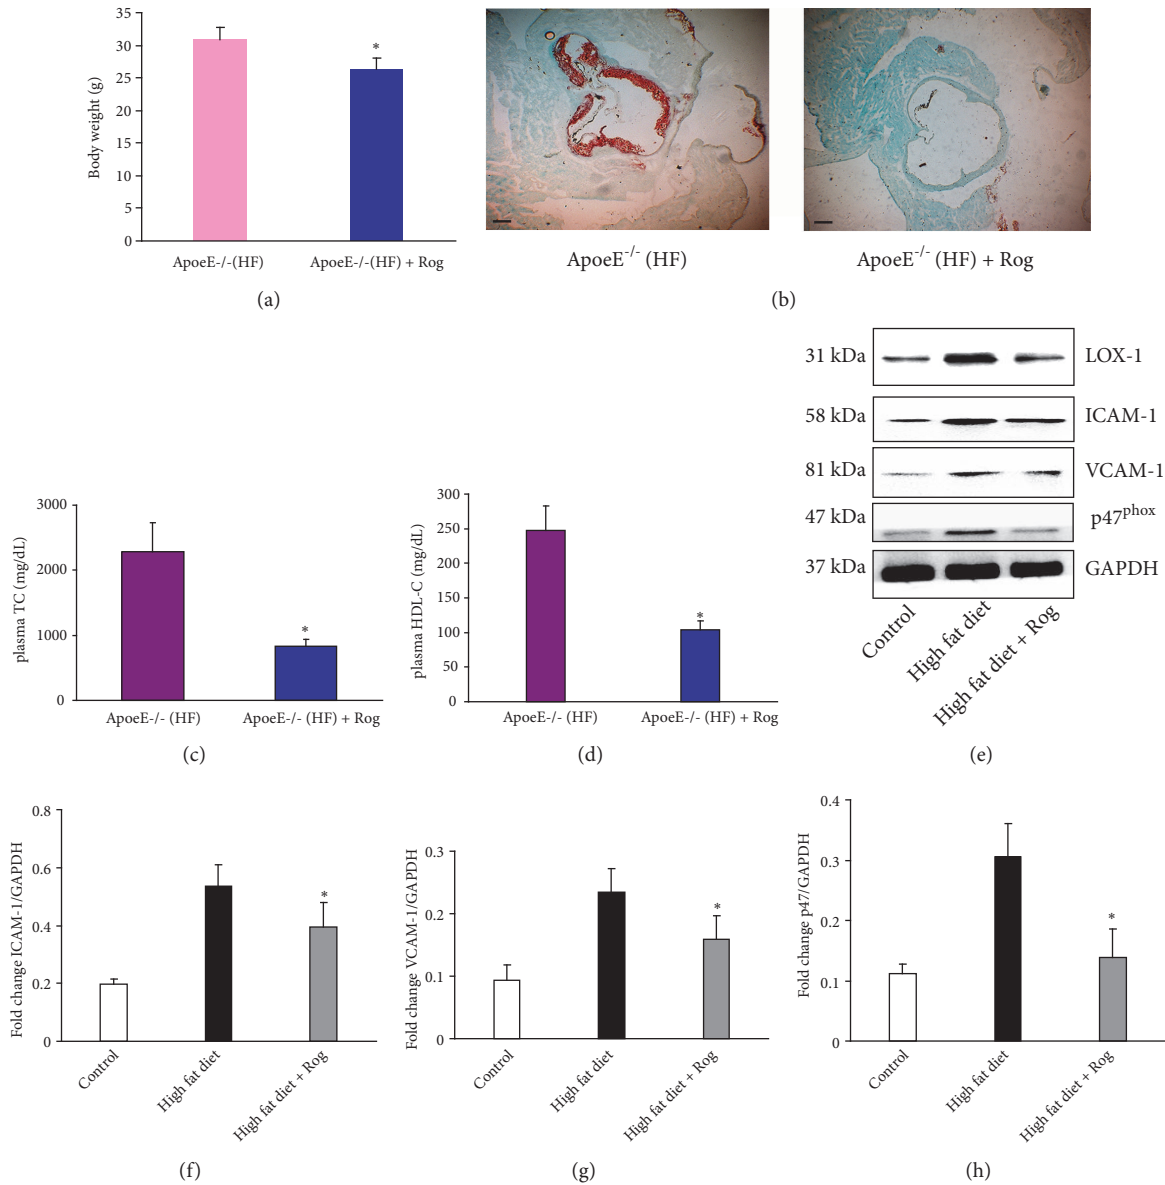 35
30
25
20
15
10
5
0
Body weight (g)
*
ApoeE-/-(HF)
ApoeE-/-(HF) + Rog
(a)
ApoeE-/- (HF)
ApoeE-/- (HF) + Rog
(b)
3000
2000
1000
0
plasma TC (mg/dL)
*
ApoeE-/- (HF)
ApoeE-/- (HF) + Rog
(c)
300
250
200
150
100
50
0
plasma HDL-C (mg/dL)
*
ApoeE-/- (HF)
ApoeE-/- (HF) + Rog
(d)
31 kDa
LOX-1
58 kDa
ICAM-1
81 kDa
VCAM-1
47 kDa
p47phox
37 kDa
GAPDH
Control
High fat diet
High fat diet + Rog
(e)
0.8
0.6
0.4
0.2
0
Fold change ICAM-1/GAPDH
*
Control
High fat diet
High fat diet + Rog
(f)
0.3
0.2
0.1
0
Fold change VCAM-1/GAPDH
*
Control
High fat diet
High fat diet + Rog
(g)
0.4
0.3
0.2
0.1
0
Fold change p47/GAPDH
*
Control
High fat diet
High fat diet + Rog
(h)